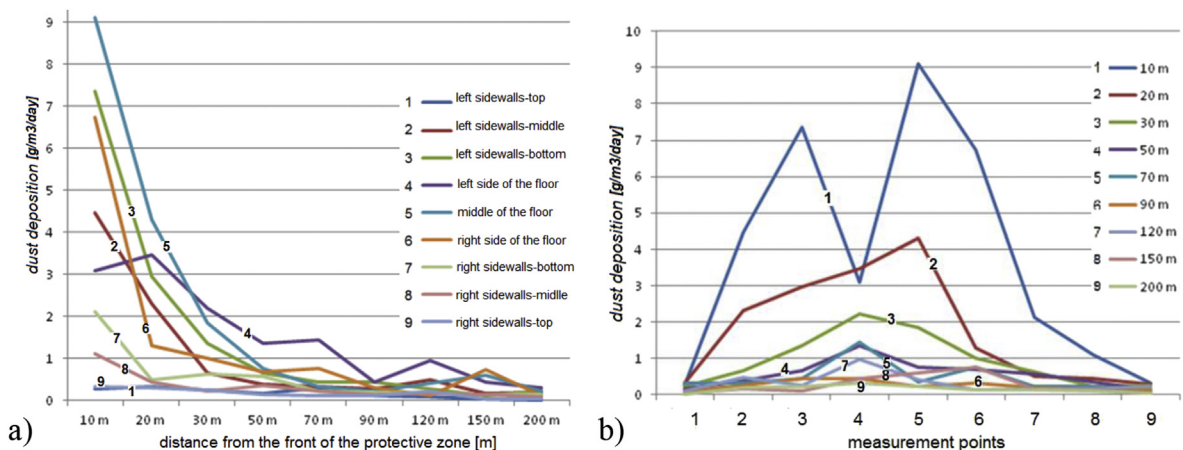 9
8
7
6
5
4
3
2
1
0
dust deposition [g/m3/day]
1 left sidewalls-top
2 left sidewalls-middle
3 left sidewalls-bottom
4 left side of the floor
5 middle of the floor
6 right side of the floor
7 right sidewalls-bottom
8 right sidewalls-midlle
9 right sidewalls-top
3
2
5
6
4
7
8
9
1
10 m 20 m 30 m 50 m 70 m 90 m 120 m 150 m 200 m
distance from the front of the protective zone [m]
a)
10
9
8
7
6
5
4
3
2
1
0
dust deposition [g/m3/day]
1 10 m
2 20 m
3 30 m
4 50 m
5 70 m
6 90 m
7 120 m
8 150 m
9 200 m
1
2
3
4
7
5
8
6
9
1 2 3 4 5 6 7 8 9
measurement points
b)